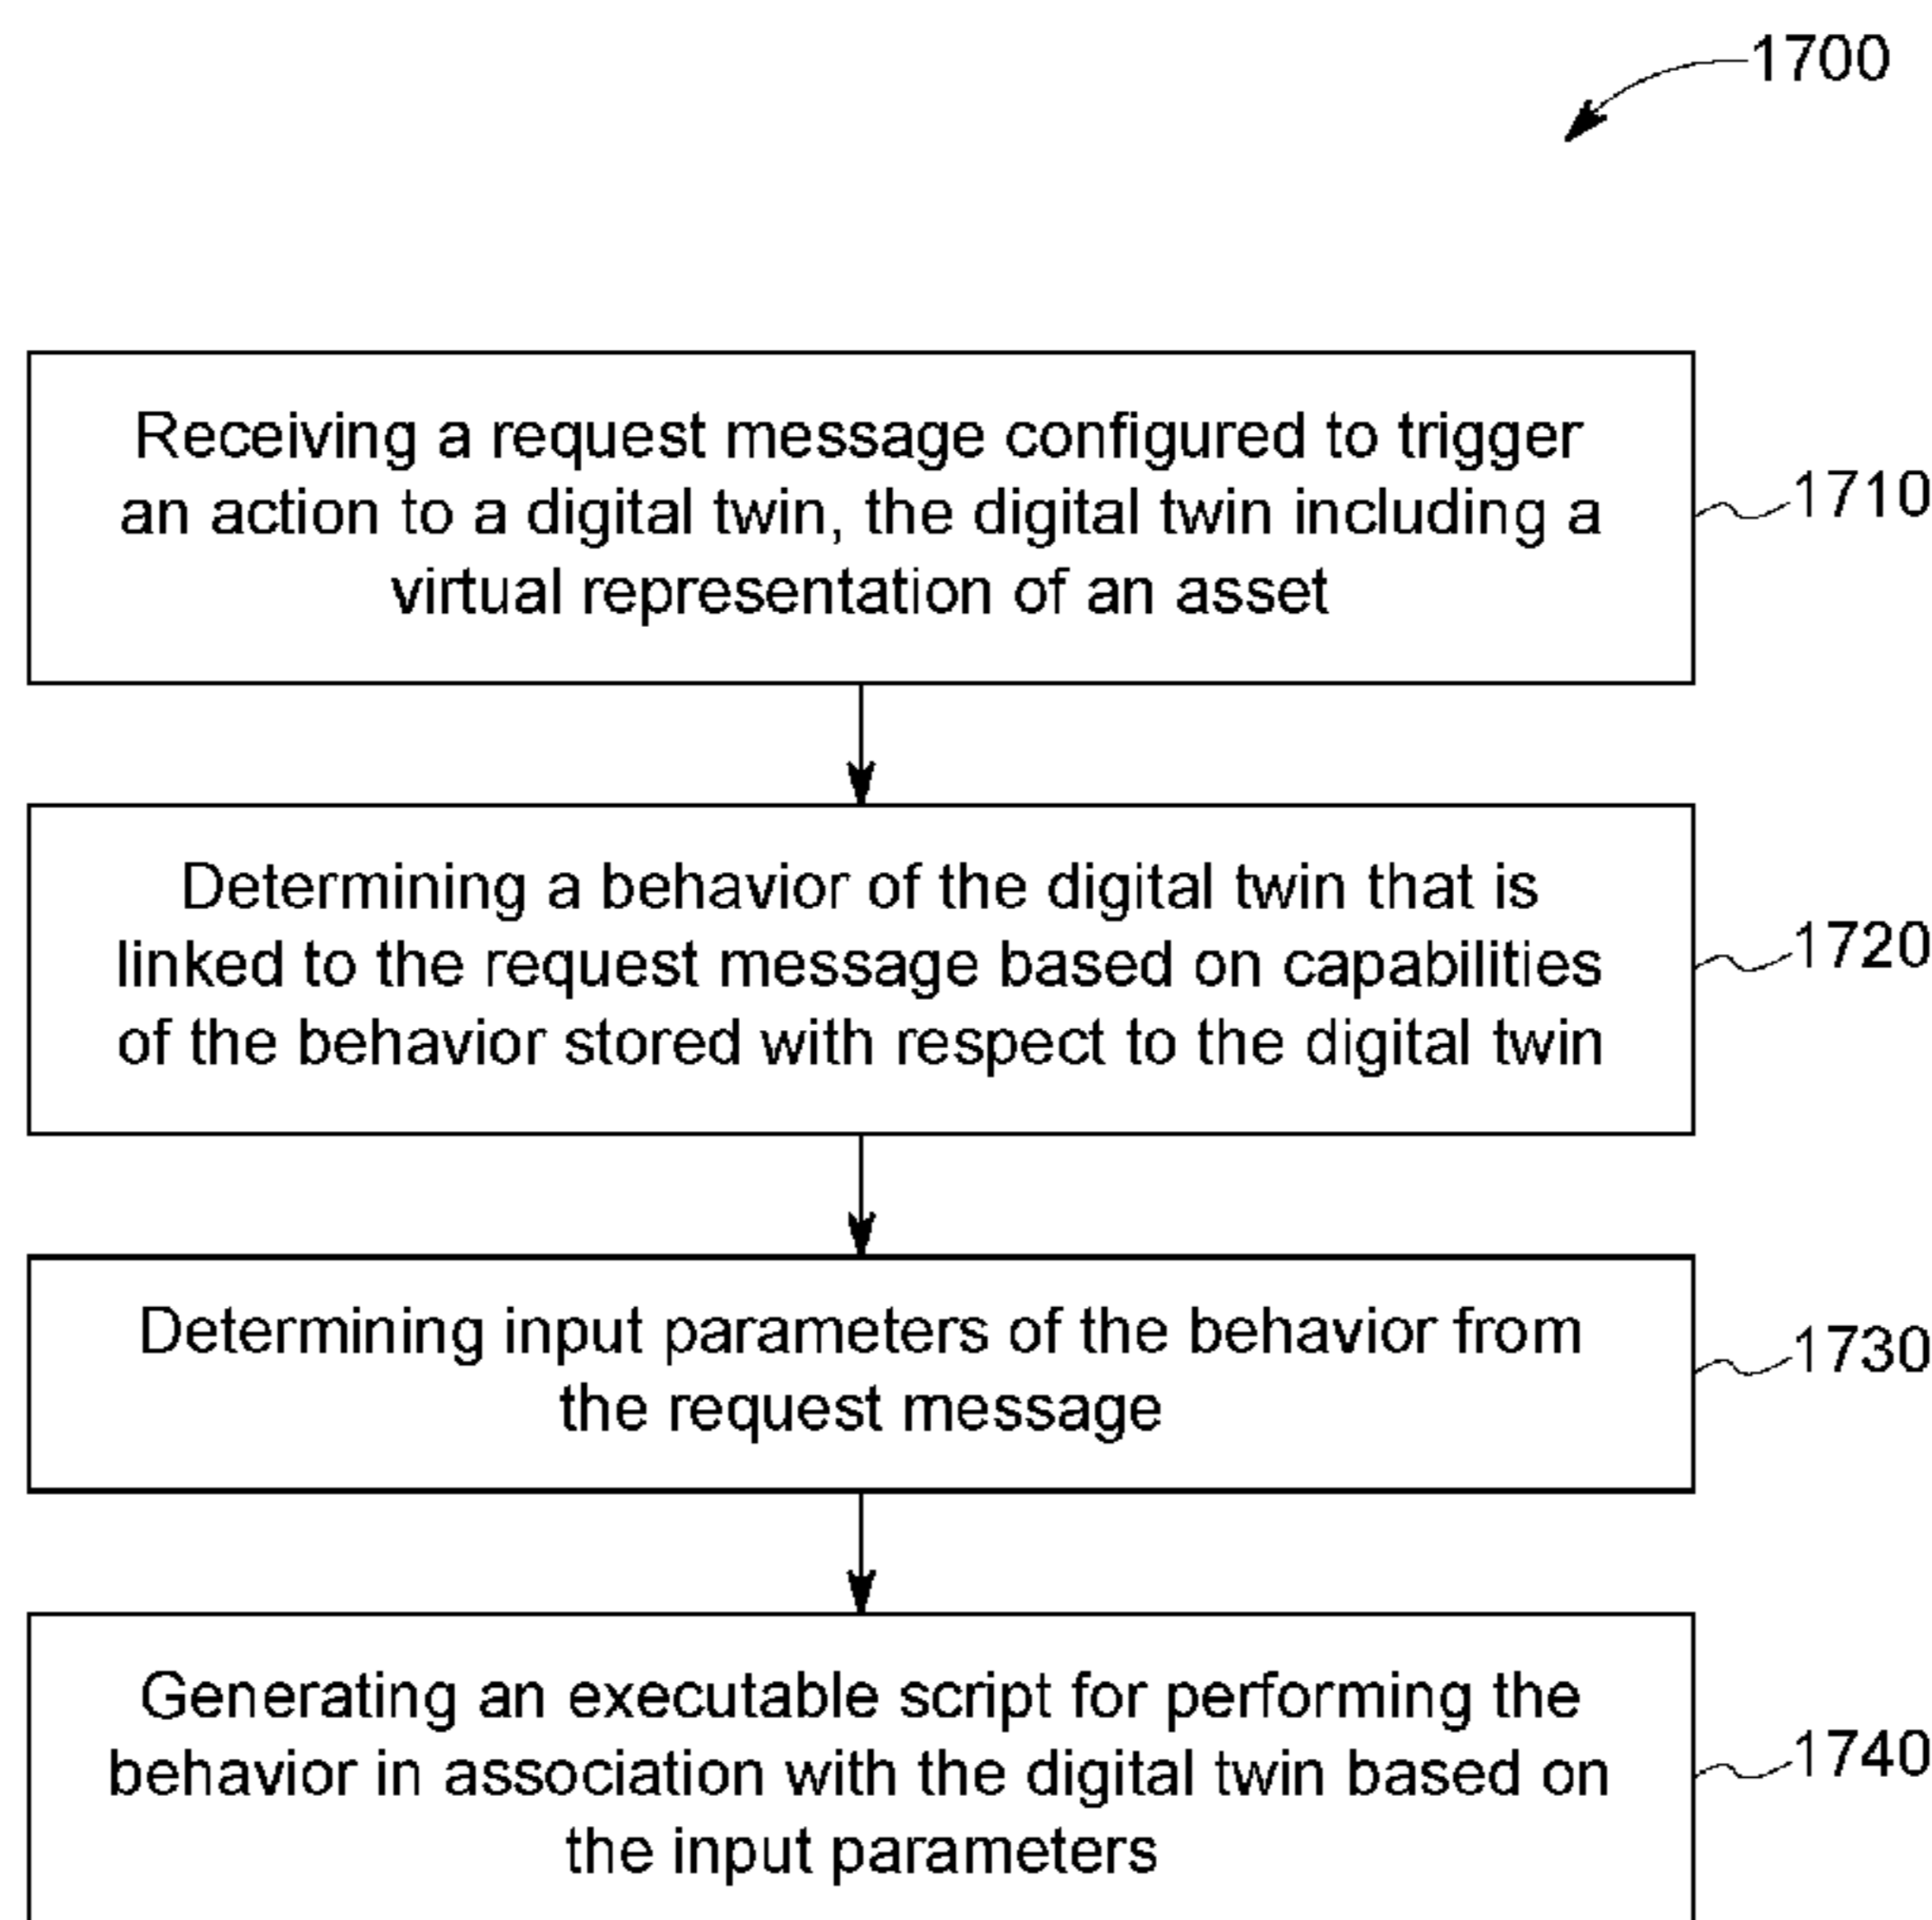 1700
Receiving a request message configured to trigger
an action to a digital twin, the digital twin including a
virtual representation of an asset
1710
Determining a behavior of the digital twin that is
linked to the request message based on capabilities
of the behavior stored with respect to the digital twin
1720
Determining input parameters of the behavior from
the request message
1730
Generating an executable script for performing the
behavior in association with the digital twin based on
the input parameters
1740